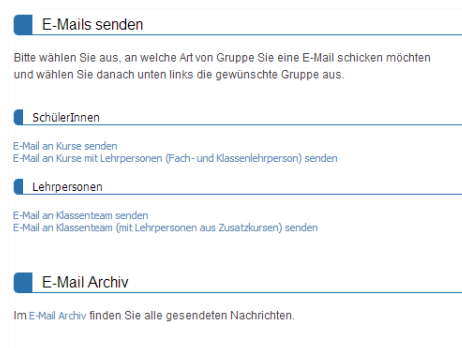 E-Mails senden
Bitte wählen Sie aus, an welche Art von Gruppe Sie eine E-Mail schicken möchten
und wählen Sie danach unten links die gewünschte Gruppe aus.
SchülerInnen
E-Mail an Kurse senden
E-Mail an Kurse mit Lehrpersonen (Fach- und Klassenlehrperson) senden
Lehrpersonen
E-Mail an Klassenteam senden
E-Mail an Klassenteam (mit Lehrpersonen aus Zusatzkursen) senden
E-Mail Archiv
Im E-Mail Archiv finden Sie alle gesendeten Nachrichten.